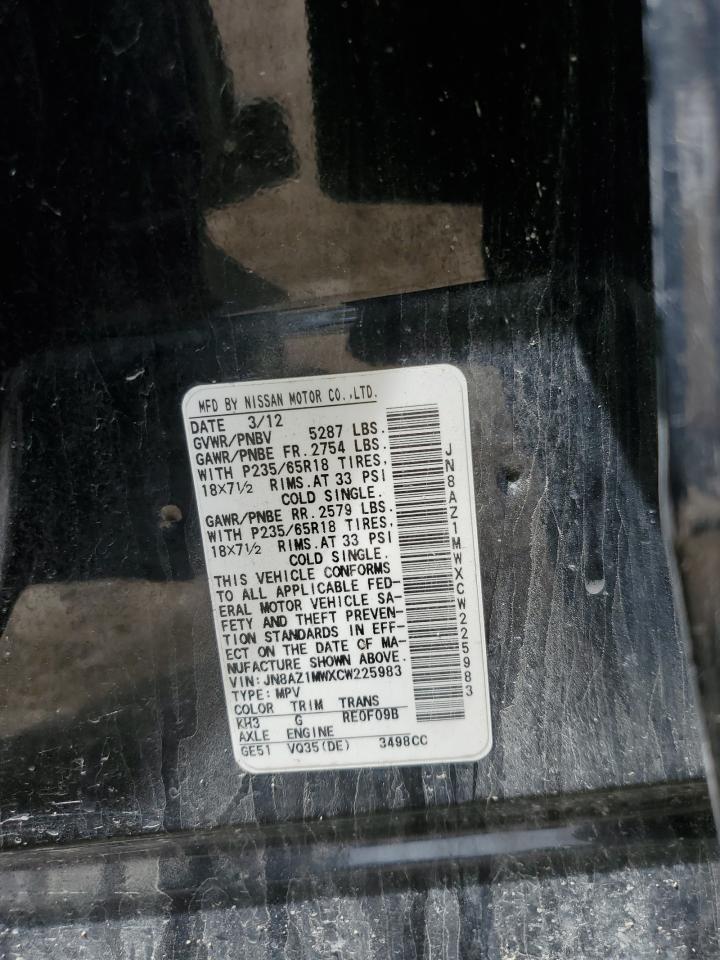 MFD BY NISSAN MOTOR CO.,LTD.
DATE 3/12
GVWR/PNBV 5287 LBS.
GAWR/PNBE FR.2754 LBS.
WITH P235/65R18 TIRES,
18X7½ RIMS.AT 33 PSI
COLD SINGLE.
GAWR/PNBE RR.2579 LBS.
WITH P235/65R18 TIRES,
18X7½ RIMS.AT 33 PSI
COLD SINGLE.
THIS VEHICLE CONFORMS
TO ALL APPLICABLE FED-
ERAL MOTOR VEHICLE SA-
FETY AND THEFT PREVEN-
TION STANDARDS IN EFF-
ECT ON THE DATE OF MA-
NUFACTURE SHOWN ABOVE.
VIN: JN8AZ1MWXCW225983
TYPE: MPV
COLOR TRIM TRANS
KH3 G RE0F09B
AXLE ENGINE
GE51 VQ35(DE) 3498CC
JN8AZ1MWXCW225983